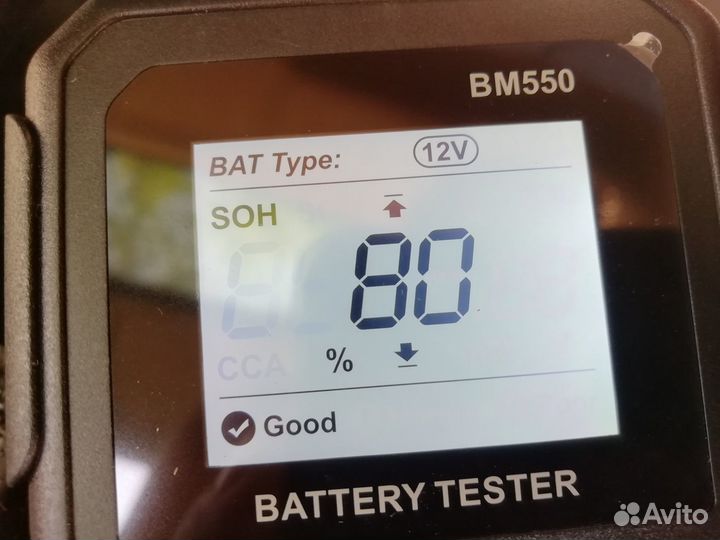 BM550
BAT Type: 12V
SOH
80
CCA %
Good
BATTERY TESTER
Avito